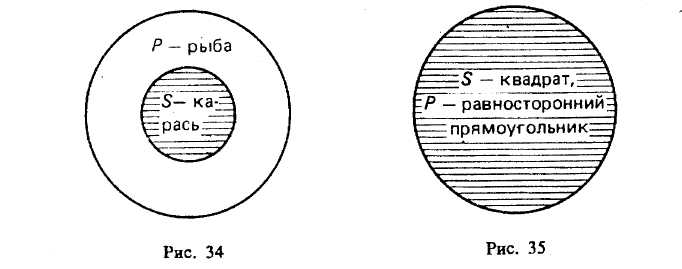 P — рыба
S — ка-
рась
Рис. 34
S — квадрат,
P — равносторонний
прямоугольник
Рис. 35